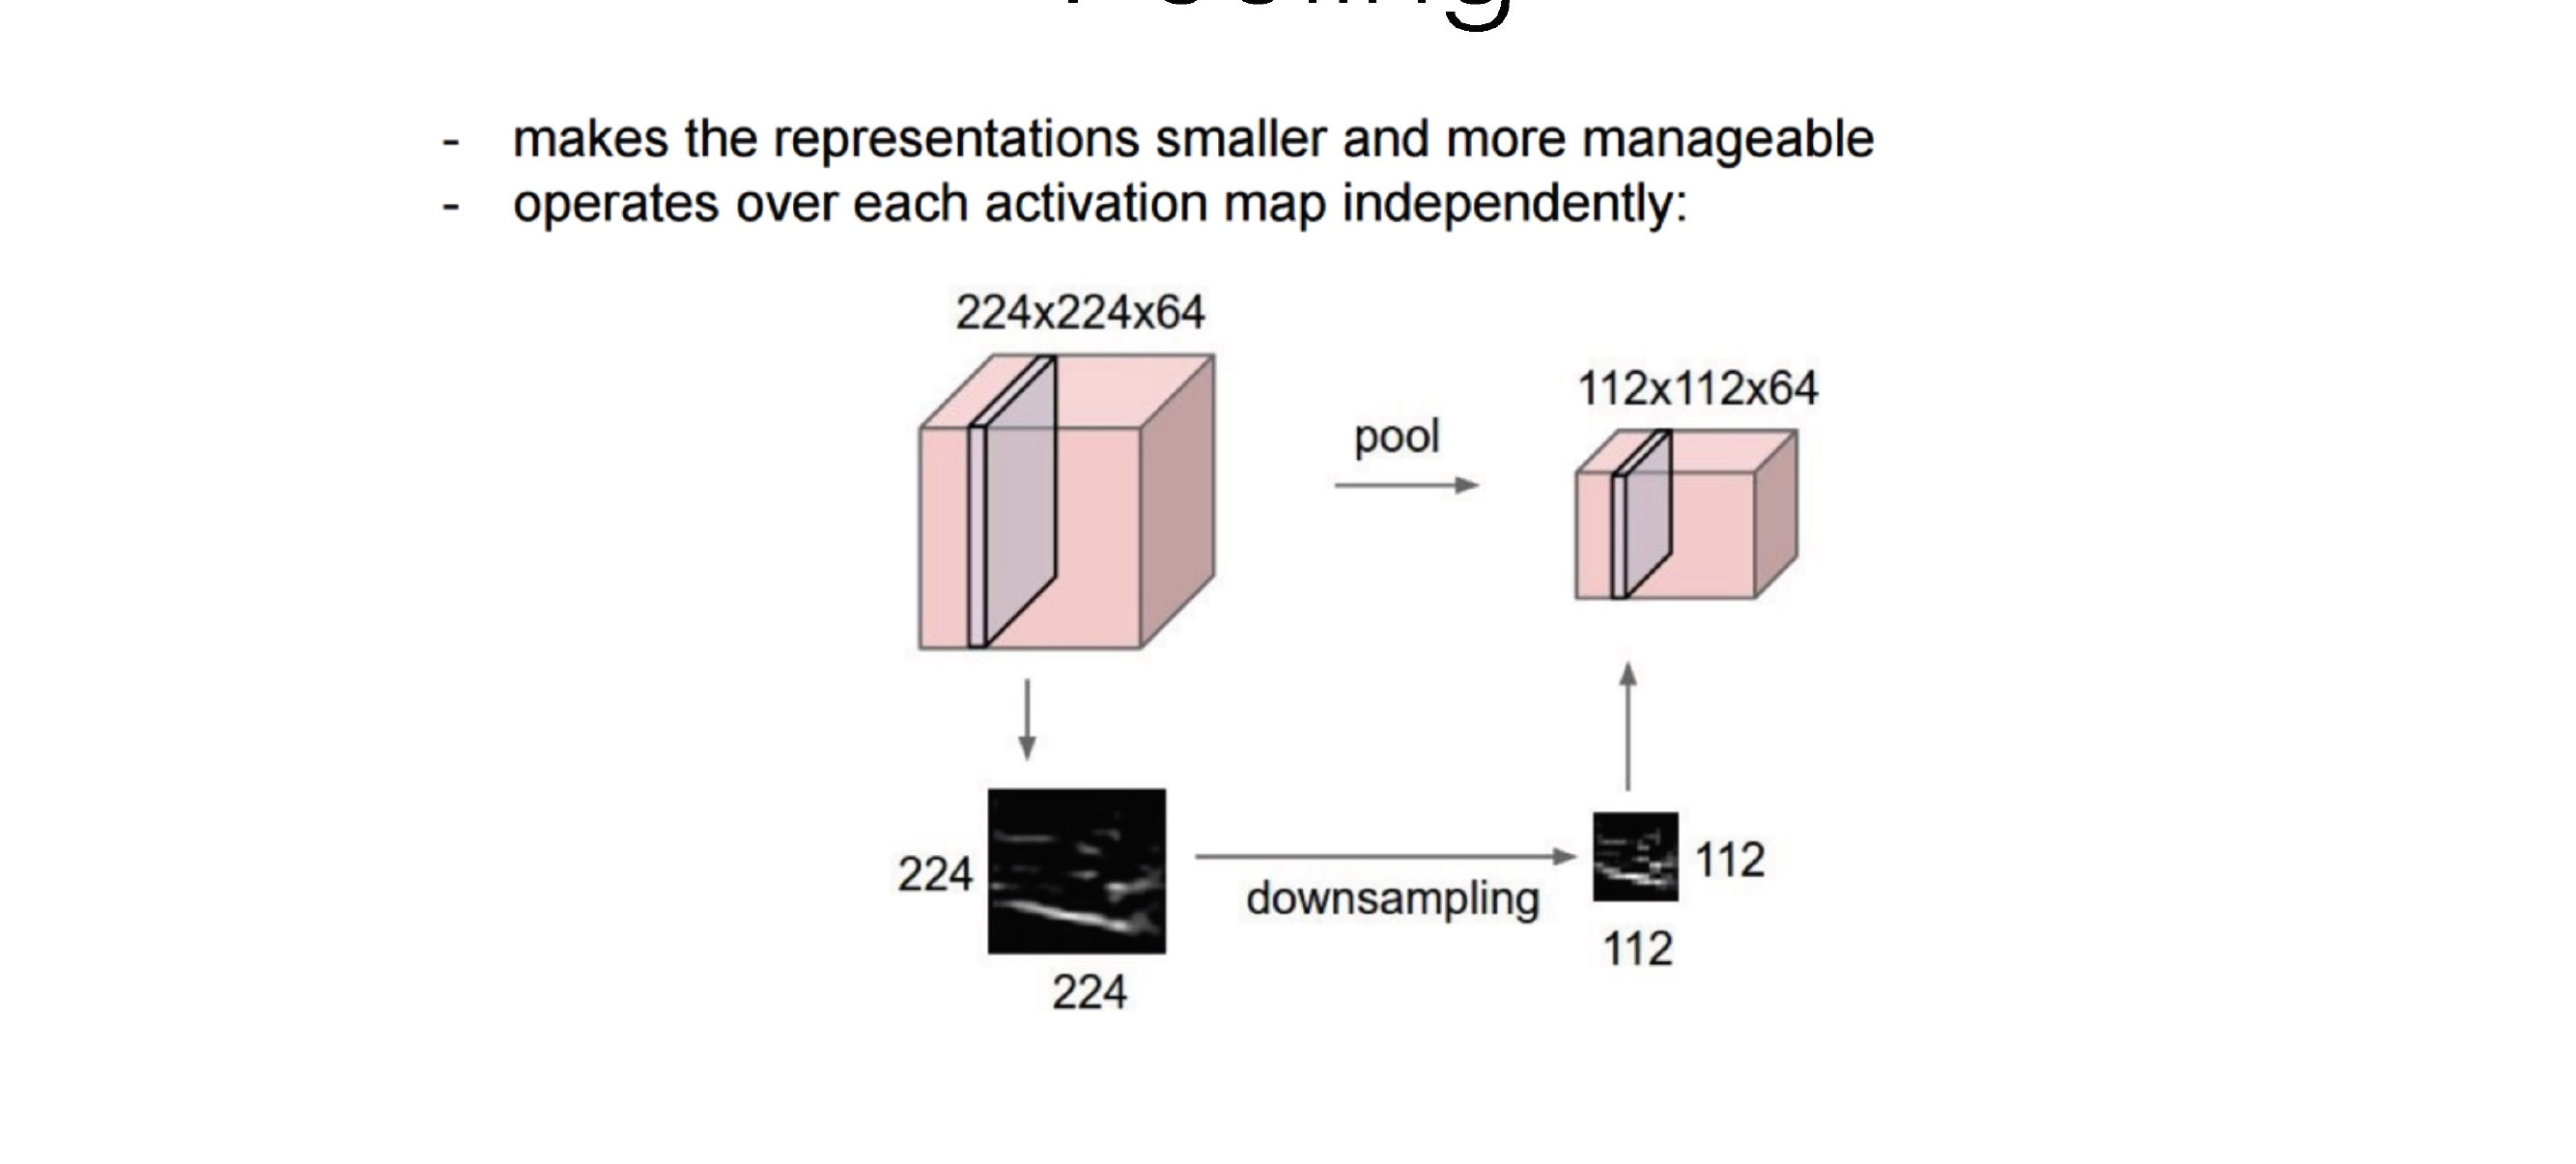 - makes the representations smaller and more manageable
- operates over each activation map independently:
224x224x64
112x112x64
pool
224
downsampling
112
112
224